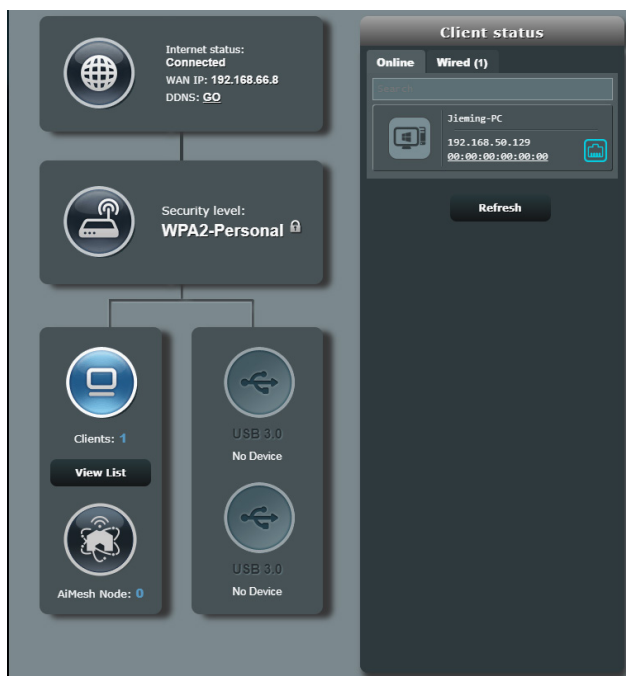 Internet status:
Connected
WAN IP: 192.168.66.8
DDNS: GO
Security level:
WPA2-Personal
Clients: 1
View List
AiMesh Node: 0
USB 3.0
No Device
USB 3.0
No Device
Client status
Online Wired (1)
Search
Jieming-PC
192.168.50.129
00:00:00:00:00:00
Refresh